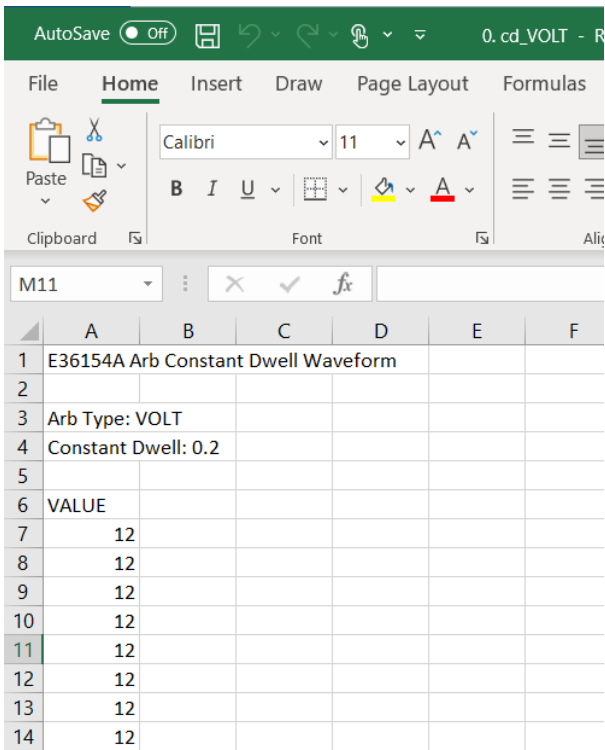 AutoSave Off 0. cd_VOLT - R
File Home Insert Draw Page Layout Formulas
Paste
Calibri 11 A^ A˅
B I U A
Clipboard Font Alig
M11 fx
A B C D E F
1 E36154A Arb Constant Dwell Waveform
2
3 Arb Type: VOLT
4 Constant Dwell: 0.2
5
6 VALUE
7 12
8 12
9 12
10 12
11 12
12 12
13 12
14 12